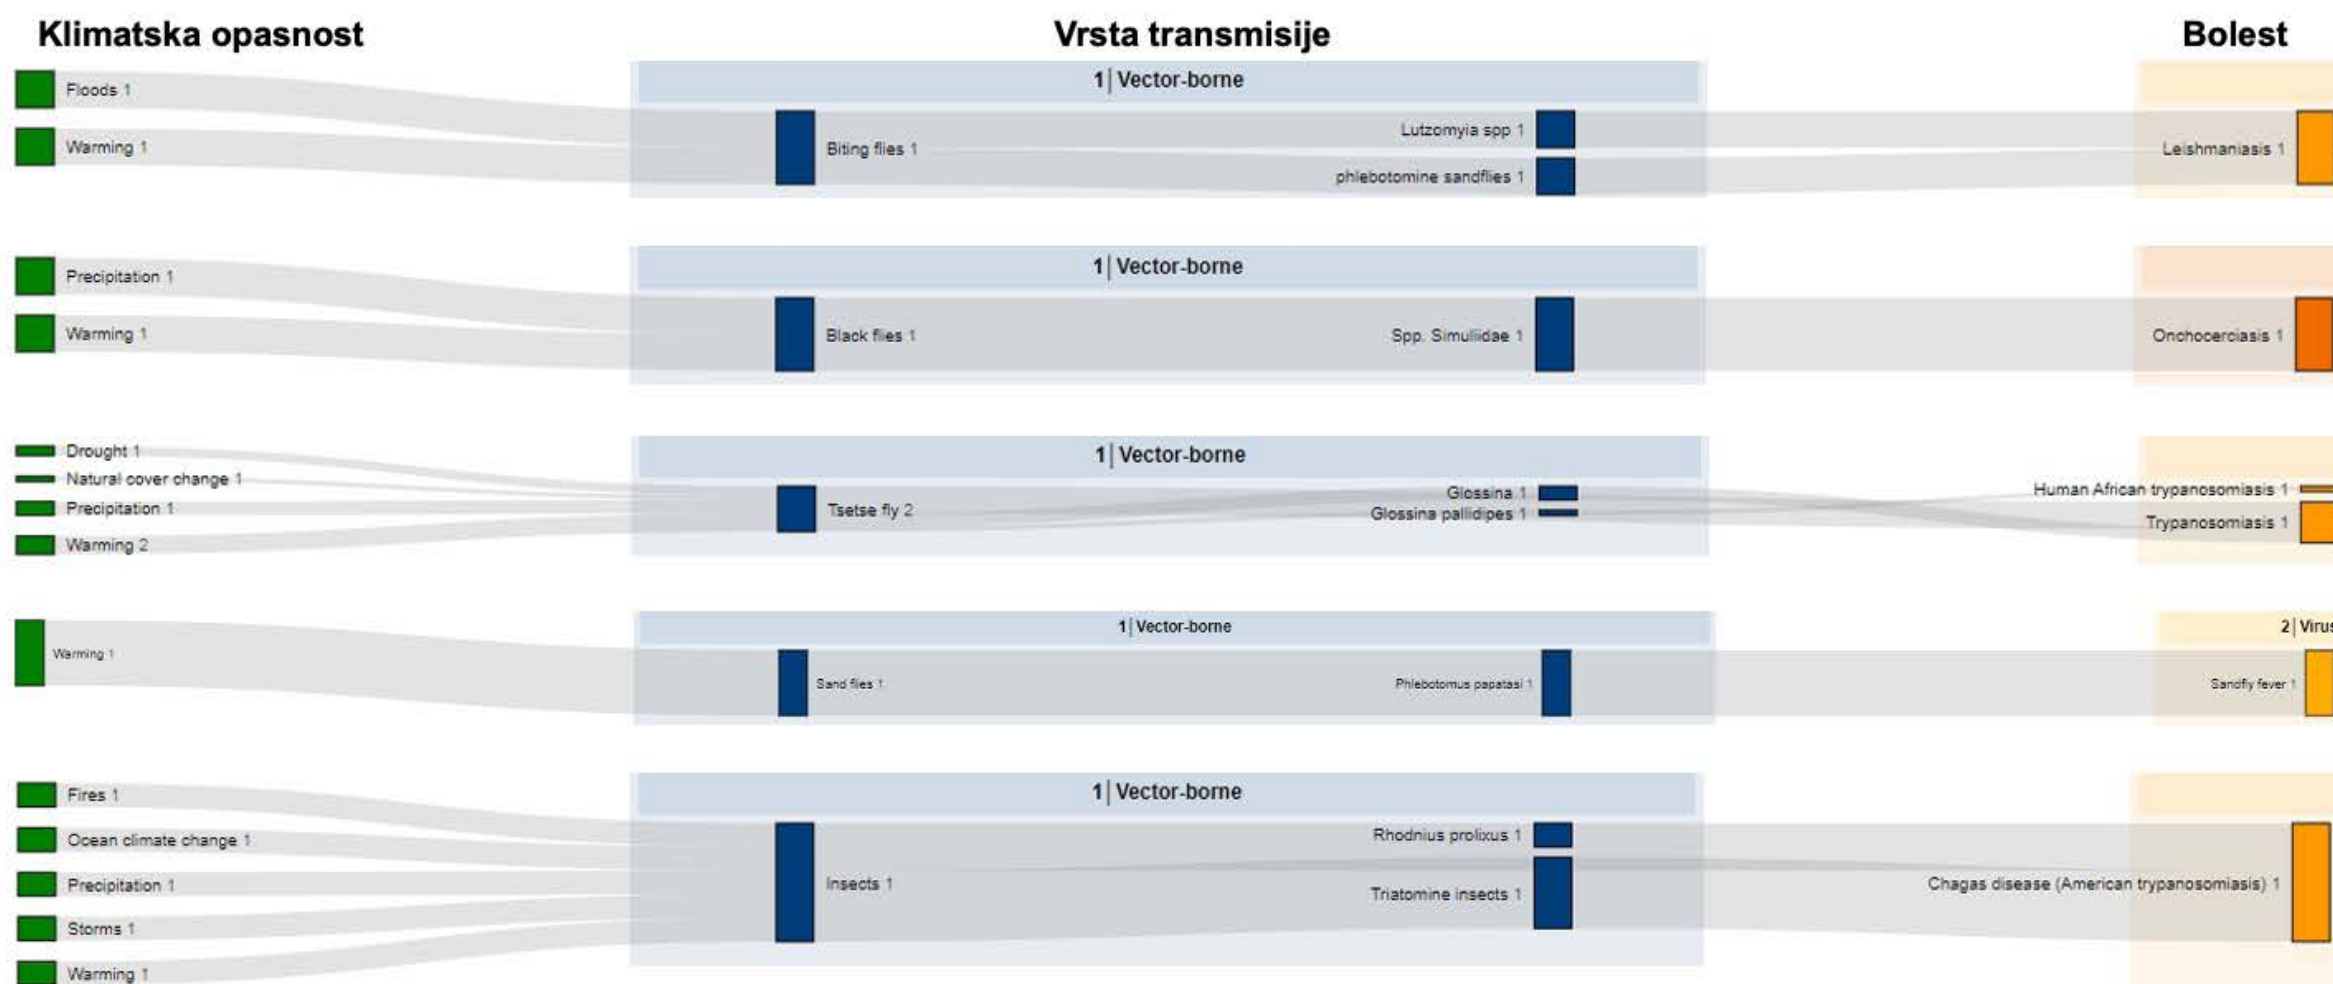 Klimatska opasnost
Vrsta transmisije
Bolest
1| Vector-borne
Floods 1
Warming 1
Biting flies 1
Lutzomyia spp 1
phlebotomine sandflies 1
Leishmaniasis 1
1| Vector-borne
Precipitation 1
Warming 1
Black flies 1
Spp. Simuliidae 1
Onchocerciasis 1
1| Vector-borne
Drought 1
Natural cover change 1
Precipitation 1
Warming 2
Tsetse fly 2
Glossina 1
Glossina pallidipes 1
Human African trypanosomiasis 1
Trypanosomiasis 1
1| Vector-borne
2| Virus
Warming 1
Sand flies 1
Phlebotomus papatasi 1
Sandfly fever 1
1| Vector-borne
Fires 1
Ocean climate change 1
Precipitation 1
Storms 1
Warming 1
Insects 1
Rhodnius prolixus 1
Triatomine insects 1
Chagas disease (American trypanosomiasis) 1